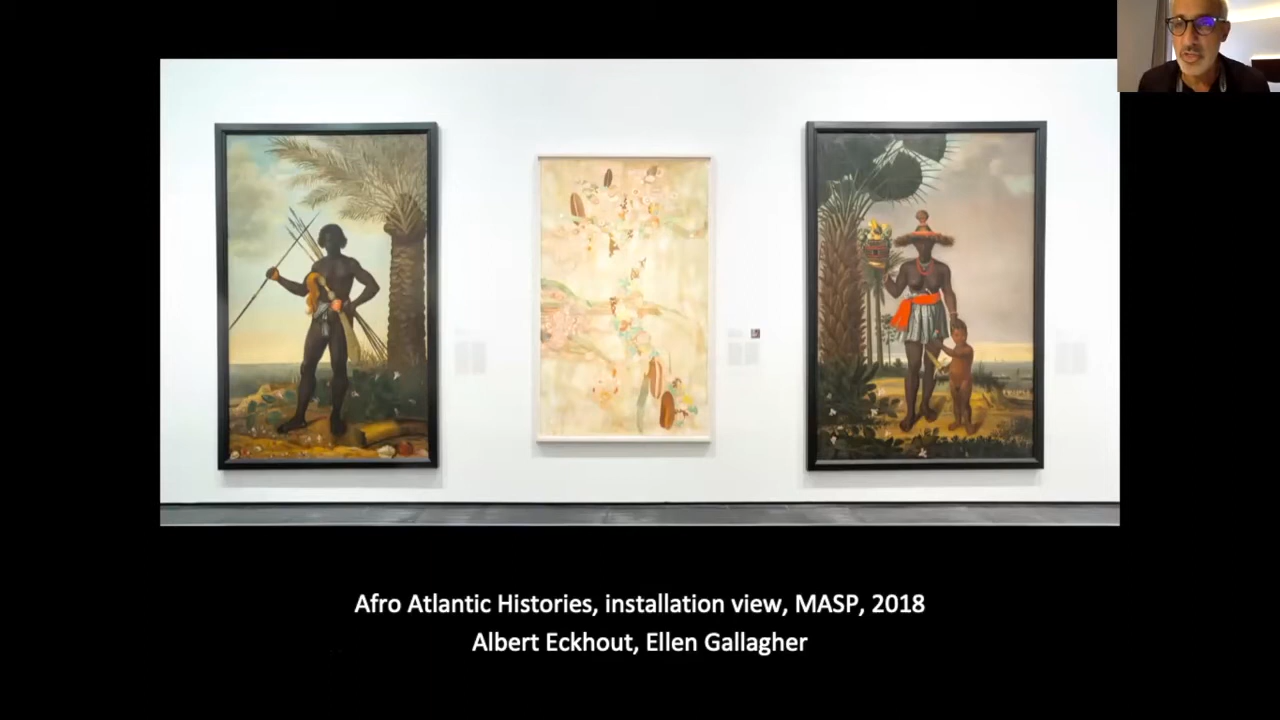 Afro Atlantic Histories, installation view, MASP, 2018
Albert Eckhout, Ellen Gallagher